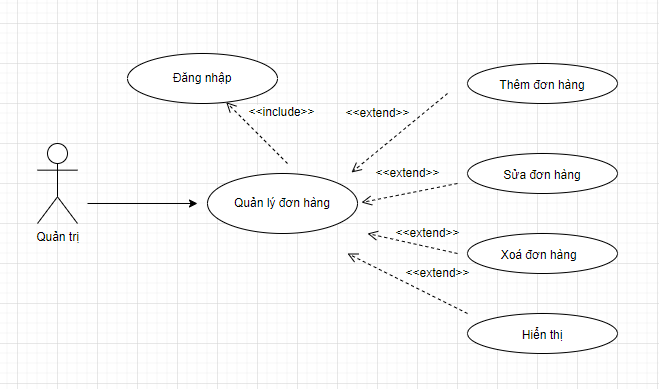 Đăng nhập
<<include>>
<<extend>>
Thêm đơn hàng
<<extend>>
Sửa đơn hàng
Quản lý đơn hàng
Quản trị
<<extend>>
Xoá đơn hàng
<<extend>>
Hiển thị